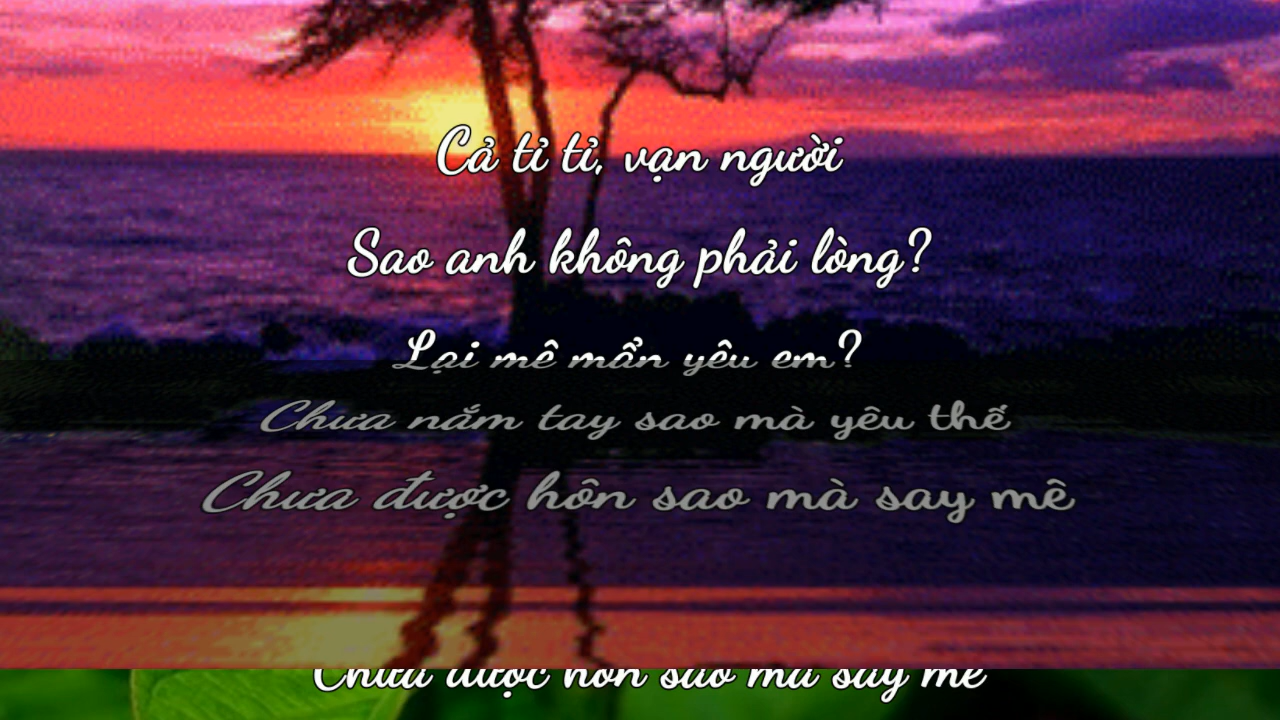 Cả tỉ tỉ, vạn người
Sao anh không phải lòng?
Lại mê mẩn yêu em?
Chưa nắm tay sao mà yêu thế
Chưa được hôn sao mà say mê
Chưa được hôn sao mà say mê